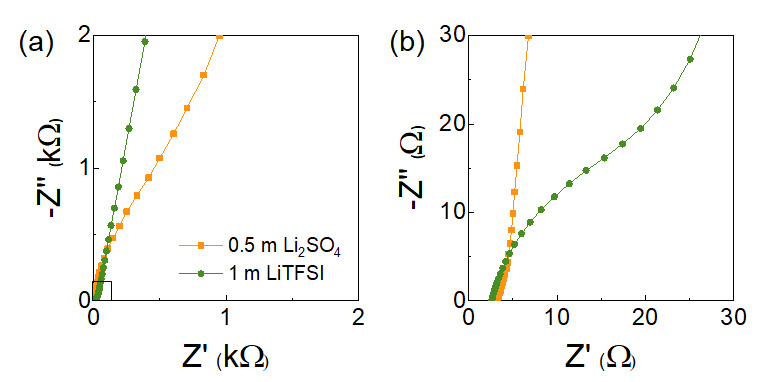 (a)
2
1
0
-Z" (kΩ)
0.5 m Li₂SO₄
1 m LiTFSI
0
1
2
Z' (kΩ)
(b)
30
20
10
0
-Z" (Ω)
0
10
20
30
Z' (Ω)